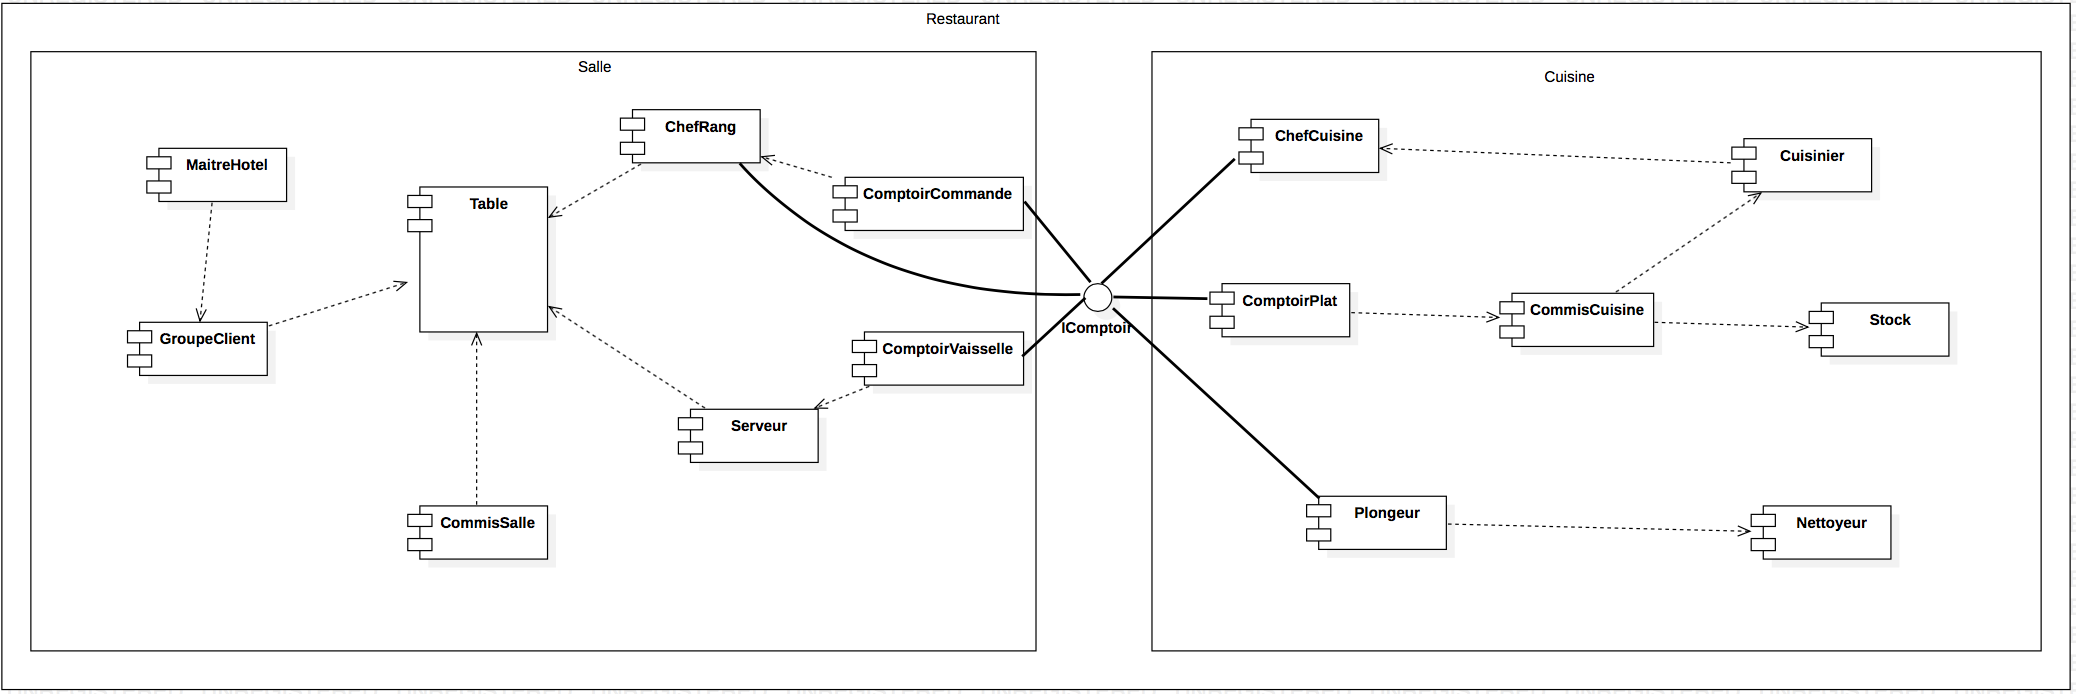 Restaurant
Salle
Cuisine
ChefRang
MaitreHotel
ComptoirCommande
Table
GroupeClient
ComptoirVaisselle
Serveur
CommisSalle
IComptoir
ChefCuisine
Cuisinier
ComptoirPlat
CommisCuisine
Stock
Plongeur
Nettoyeur